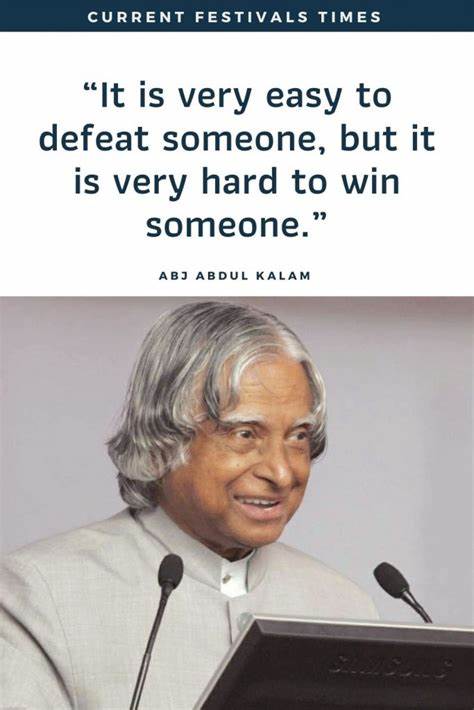 CURRENT FESTIVALS TIMES
“It is very easy to
defeat someone, but it
is very hard to win
someone.”
ABJ ABDUL KALAM
SAMSUNG